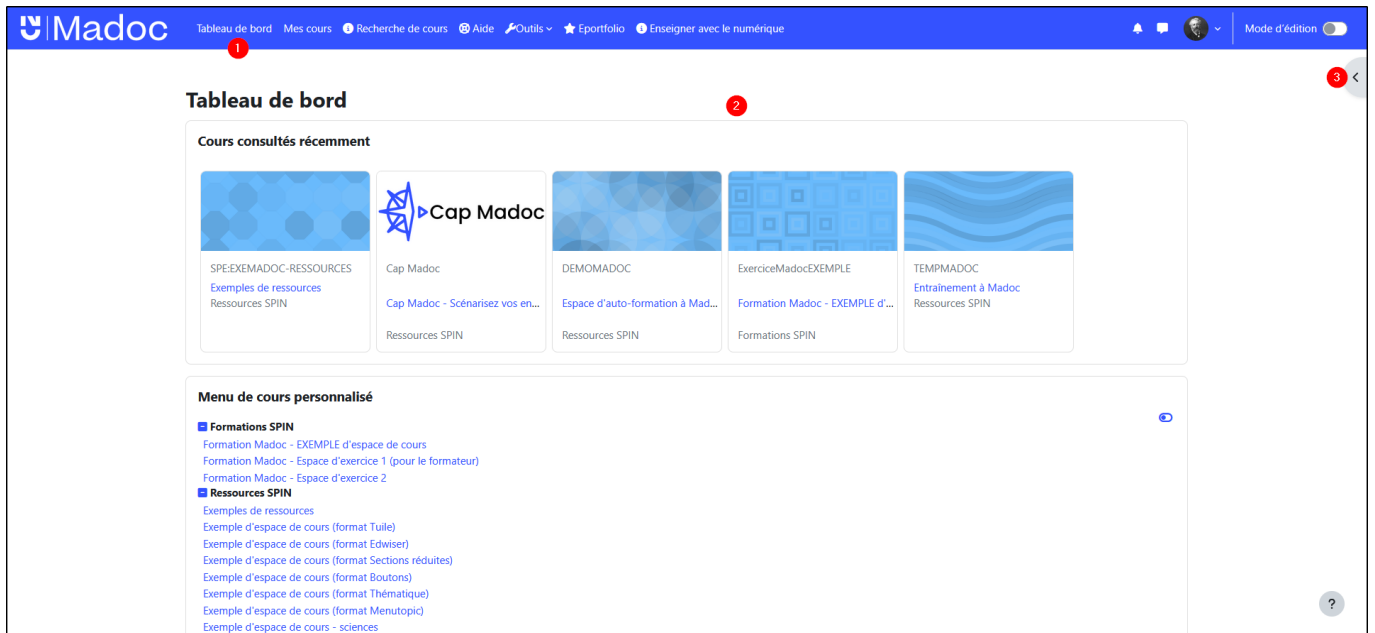 Madoc
Tableau de bord Mes cours Recherche de cours Aide Outils Eportfolio Enseigner avec le numérique Mode d'édition
1
3
Tableau de bord
2
Cours consultés récemment
Cap Madoc
SPE:EXEMADOC-RESSOURCES
Exemples de ressources
Ressources SPIN
Cap Madoc
Cap Madoc - Scénarisez vos en...
Ressources SPIN
DEMOMADOC
Espace d'auto-formation à Mad...
Ressources SPIN
ExerciceMadocEXEMPLE
Formation Madoc - EXEMPLE d'...
Formations SPIN
TEMPMADOC
Entraînement à Madoc
Ressources SPIN
Menu de cours personnalisé
Formations SPIN
Formation Madoc - EXEMPLE d'espace de cours
Formation Madoc - Espace d'exercice 1 (pour le formateur)
Formation Madoc - Espace d'exercice 2
Ressources SPIN
Exemples de ressources
Exemple d'espace de cours (format Tuile)
Exemple d'espace de cours (format Edwiser)
Exemple d'espace de cours (format Sections réduites)
Exemple d'espace de cours (format Boutons)
Exemple d'espace de cours (format Thématique)
Exemple d'espace de cours (format Menutopic)
Exemple d'espace de cours - sciences
?